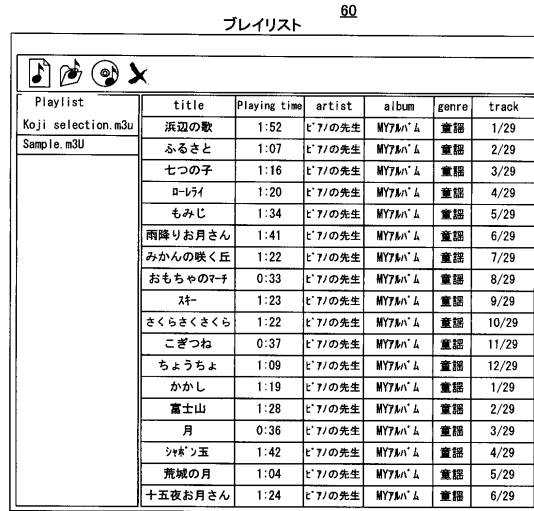 60
プレイリスト
Playlist
Koji selection.m3u
Sample.m3U
title Playing time artist album genre track
浜辺の歌 1:52 ﾋﾟｱﾉの先生 MYｱﾙﾊﾞﾑ 童謡 1/29
ふるさと 1:07 ﾋﾟｱﾉの先生 MYｱﾙﾊﾞﾑ 童謡 2/29
七つの子 1:16 ﾋﾟｱﾉの先生 MYｱﾙﾊﾞﾑ 童謡 3/29
ﾛｰﾚﾗｲ 1:20 ﾋﾟｱﾉの先生 MYｱﾙﾊﾞﾑ 童謡 4/29
もみじ 1:34 ﾋﾟｱﾉの先生 MYｱﾙﾊﾞﾑ 童謡 5/29
雨降りお月さん 1:41 ﾋﾟｱﾉの先生 MYｱﾙﾊﾞﾑ 童謡 6/29
みかんの咲く丘 1:22 ﾋﾟｱﾉの先生 MYｱﾙﾊﾞﾑ 童謡 7/29
おもちゃのﾏｰﾁ 0:33 ﾋﾟｱﾉの先生 MYｱﾙﾊﾞﾑ 童謡 8/29
ｽｷｰ 1:23 ﾋﾟｱﾉの先生 MYｱﾙﾊﾞﾑ 童謡 9/29
さくらさくらさくら 1:22 ﾋﾟｱﾉの先生 MYｱﾙﾊﾞﾑ 童謡 10/29
こぎつね 0:37 ﾋﾟｱﾉの先生 MYｱﾙﾊﾞﾑ 童謡 11/29
ちょうちょ 1:09 ﾋﾟｱﾉの先生 MYｱﾙﾊﾞﾑ 童謡 12/29
かかし 1:19 ﾋﾟｱﾉの先生 MYｱﾙﾊﾞﾑ 童謡 1/29
富士山 1:28 ﾋﾟｱﾉの先生 MYｱﾙﾊﾞﾑ 童謡 2/29
月 0:36 ﾋﾟｱﾉの先生 MYｱﾙﾊﾞﾑ 童謡 3/29
ｼｬﾎﾞﾝ玉 1:42 ﾋﾟｱﾉの先生 MYｱﾙﾊﾞﾑ 童謡 4/29
荒城の月 1:04 ﾋﾟｱﾉの先生 MYｱﾙﾊﾞﾑ 童謡 5/29
十五夜お月さん 1:24 ﾋﾟｱﾉの先生 MYｱﾙﾊﾞﾑ 童謡 6/29